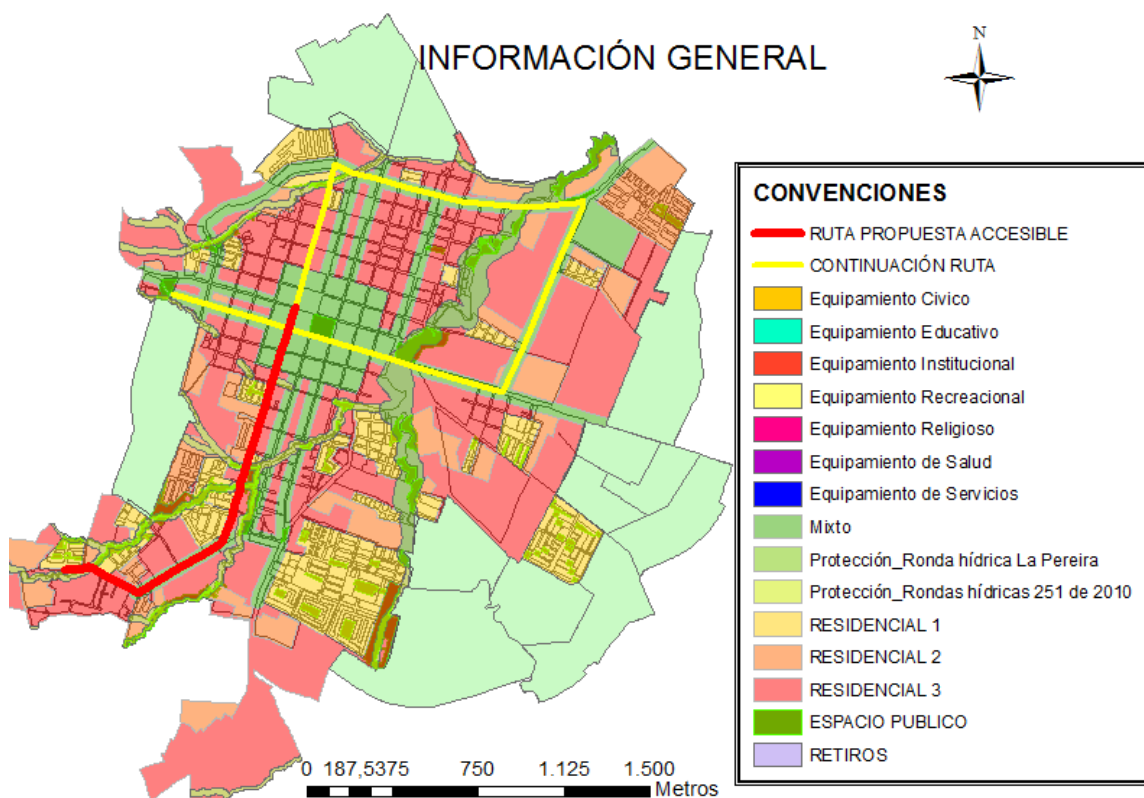 INFORMACIÓN GENERAL
N
CONVENCIONES
RUTA PROPUESTA ACCESIBLE
CONTINUACIÓN RUTA
Equipamiento Civico
Equipamiento Educativo
Equipamiento Institucional
Equipamiento Recreacional
Equipamiento Religioso
Equipamiento de Salud
Equipamiento de Servicios
Mixto
Protección_Ronda hídrica La Pereira
Protección_Rondas hídricas 251 de 2010
RESIDENCIAL 1
RESIDENCIAL 2
RESIDENCIAL 3
ESPACIO PUBLICO
RETIROS
0 187,5375 750 1.125 1.500
Metros